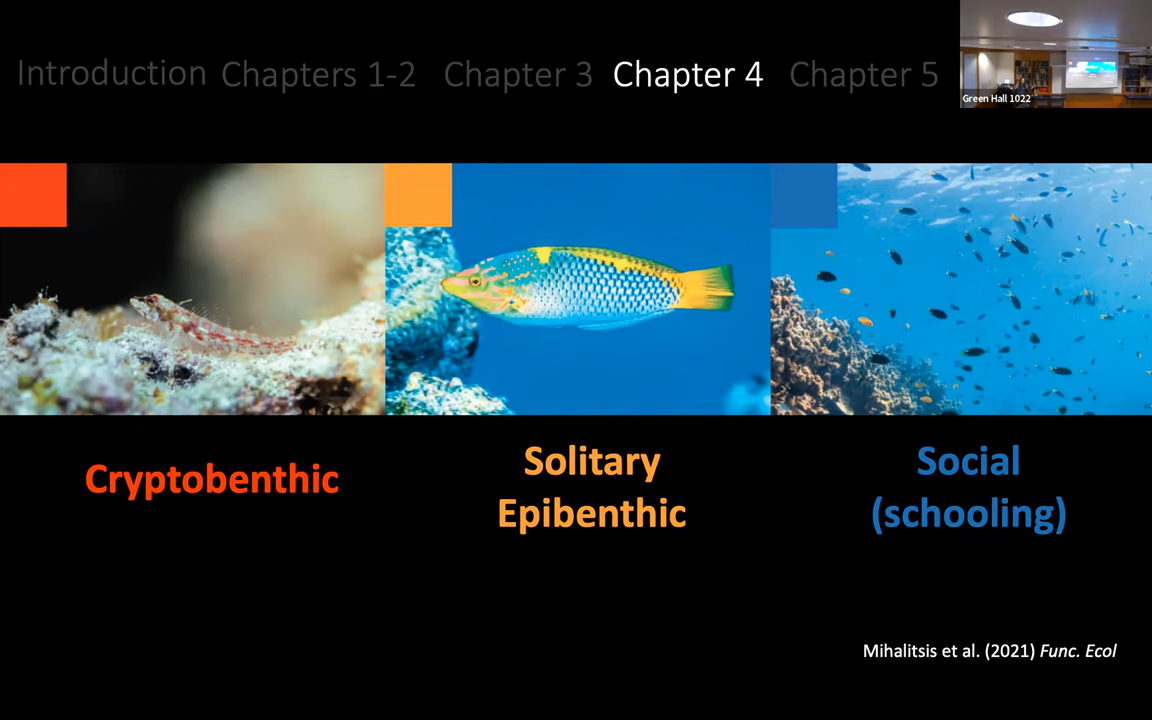 Introduction Chapters 1-2 Chapter 3 Chapter 4 Chapter 5
Green Hall 1022
Cryptobenthic
Solitary
Epibenthic
Social
(schooling)
Mihalitsis et al. (2021) Func. Ecol